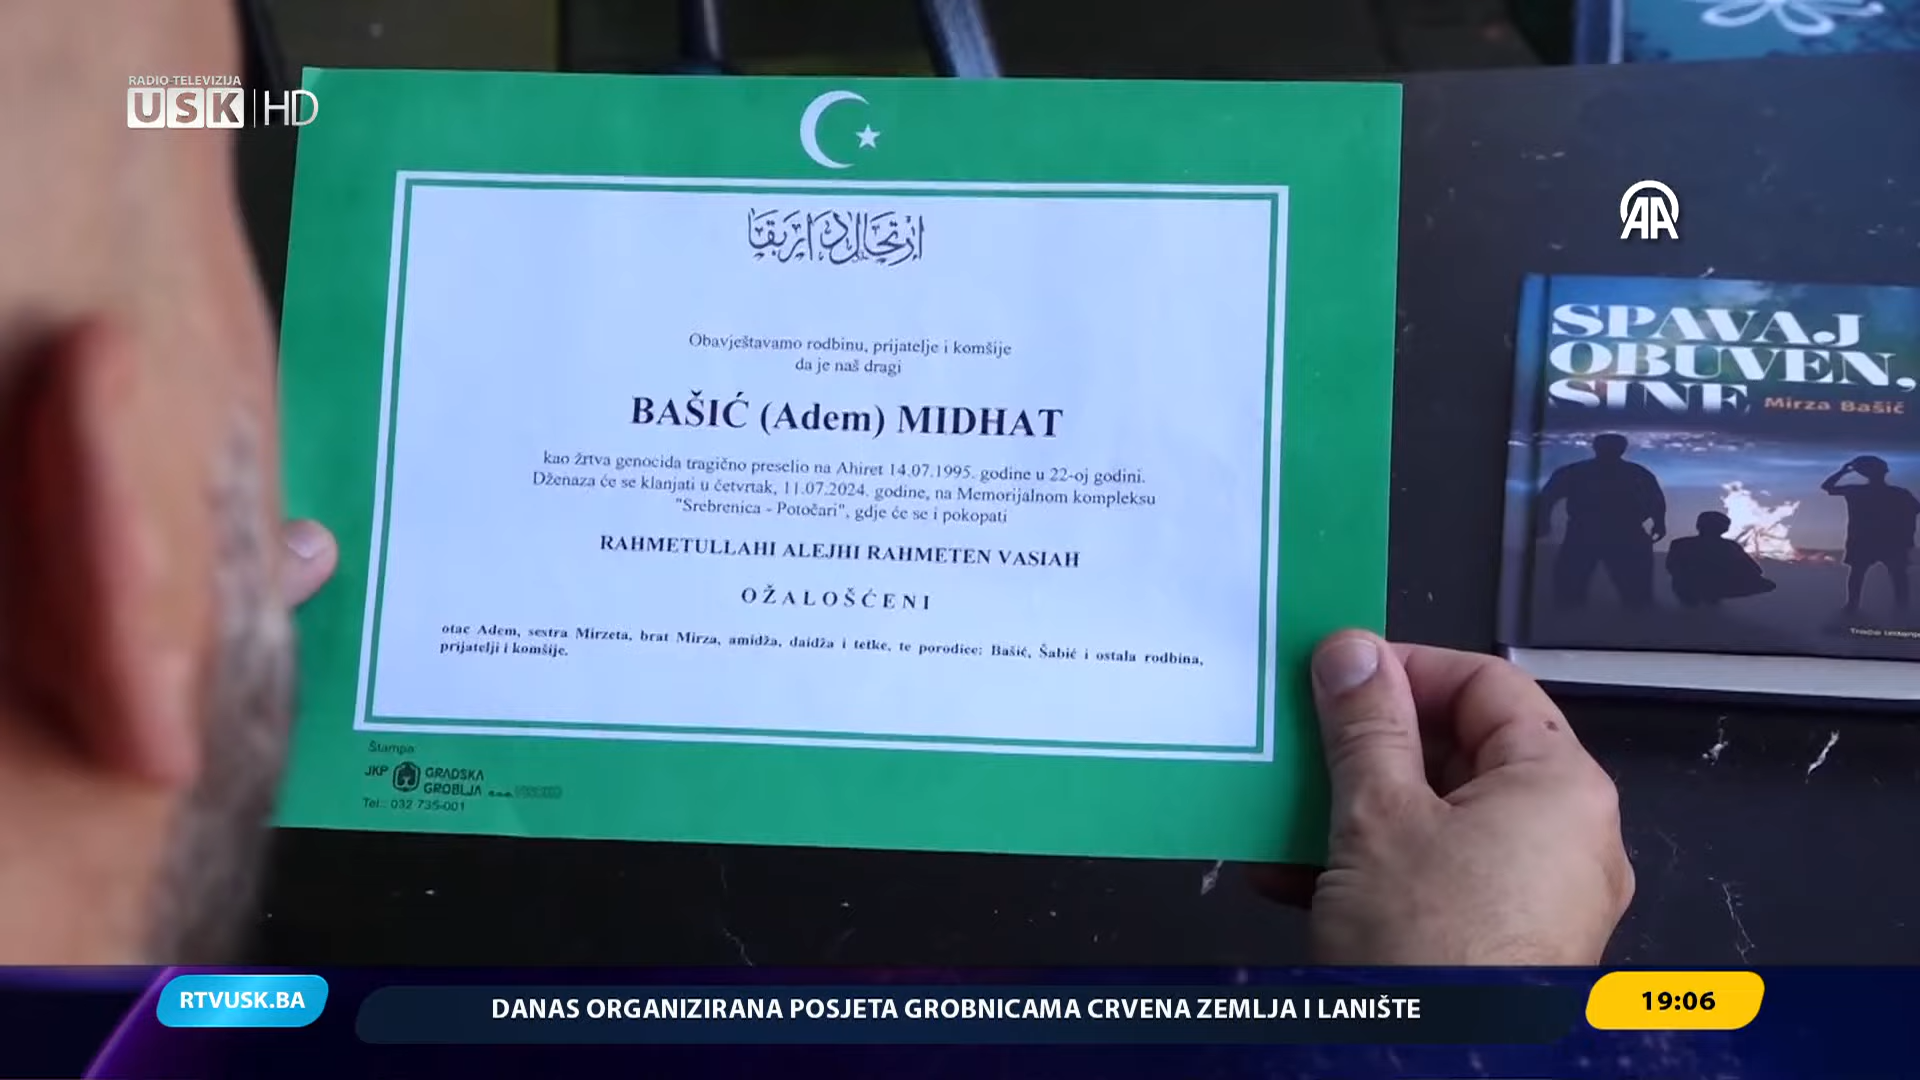 RADIO-TELEVIZIJA
USK HD
AA
إرتحال دار بقا
Obavještavamo rodbinu, prijatelje i komšije
da je naš dragi
BAŠIĆ (Adem) MIDHAT
kao žrtva genocida tragično preselio na Ahiret 14.07.1995. godine u 22-oj godini.
Dženaza će se klanjati u četvrtak, 11.07.2024. godine, na Memorijalnom kompleksu
"Srebrenica - Potočari", gdje će se i pokopati
RAHMETULLAHI ALEJHI RAHMETEN VASIAH
OŽALOŠĆENI
otac Adem, sestra Mirzeta, brat Mirza, amidža, daidža i tetke, te porodice: Bašić, Šabić i ostala rodbina,
prijatelji i komšije.
Štampa:
JKP GRADSKA
GROBLJA
Tel.: 032 735-001
SPAVAJ
OBUVEN,
SINE
Mirza Bašić
RTVUSK.BA
DANAS ORGANIZIRANA POSJETA GROBNICAMA CRVENA ZEMLJA I LANIŠTE
19:06